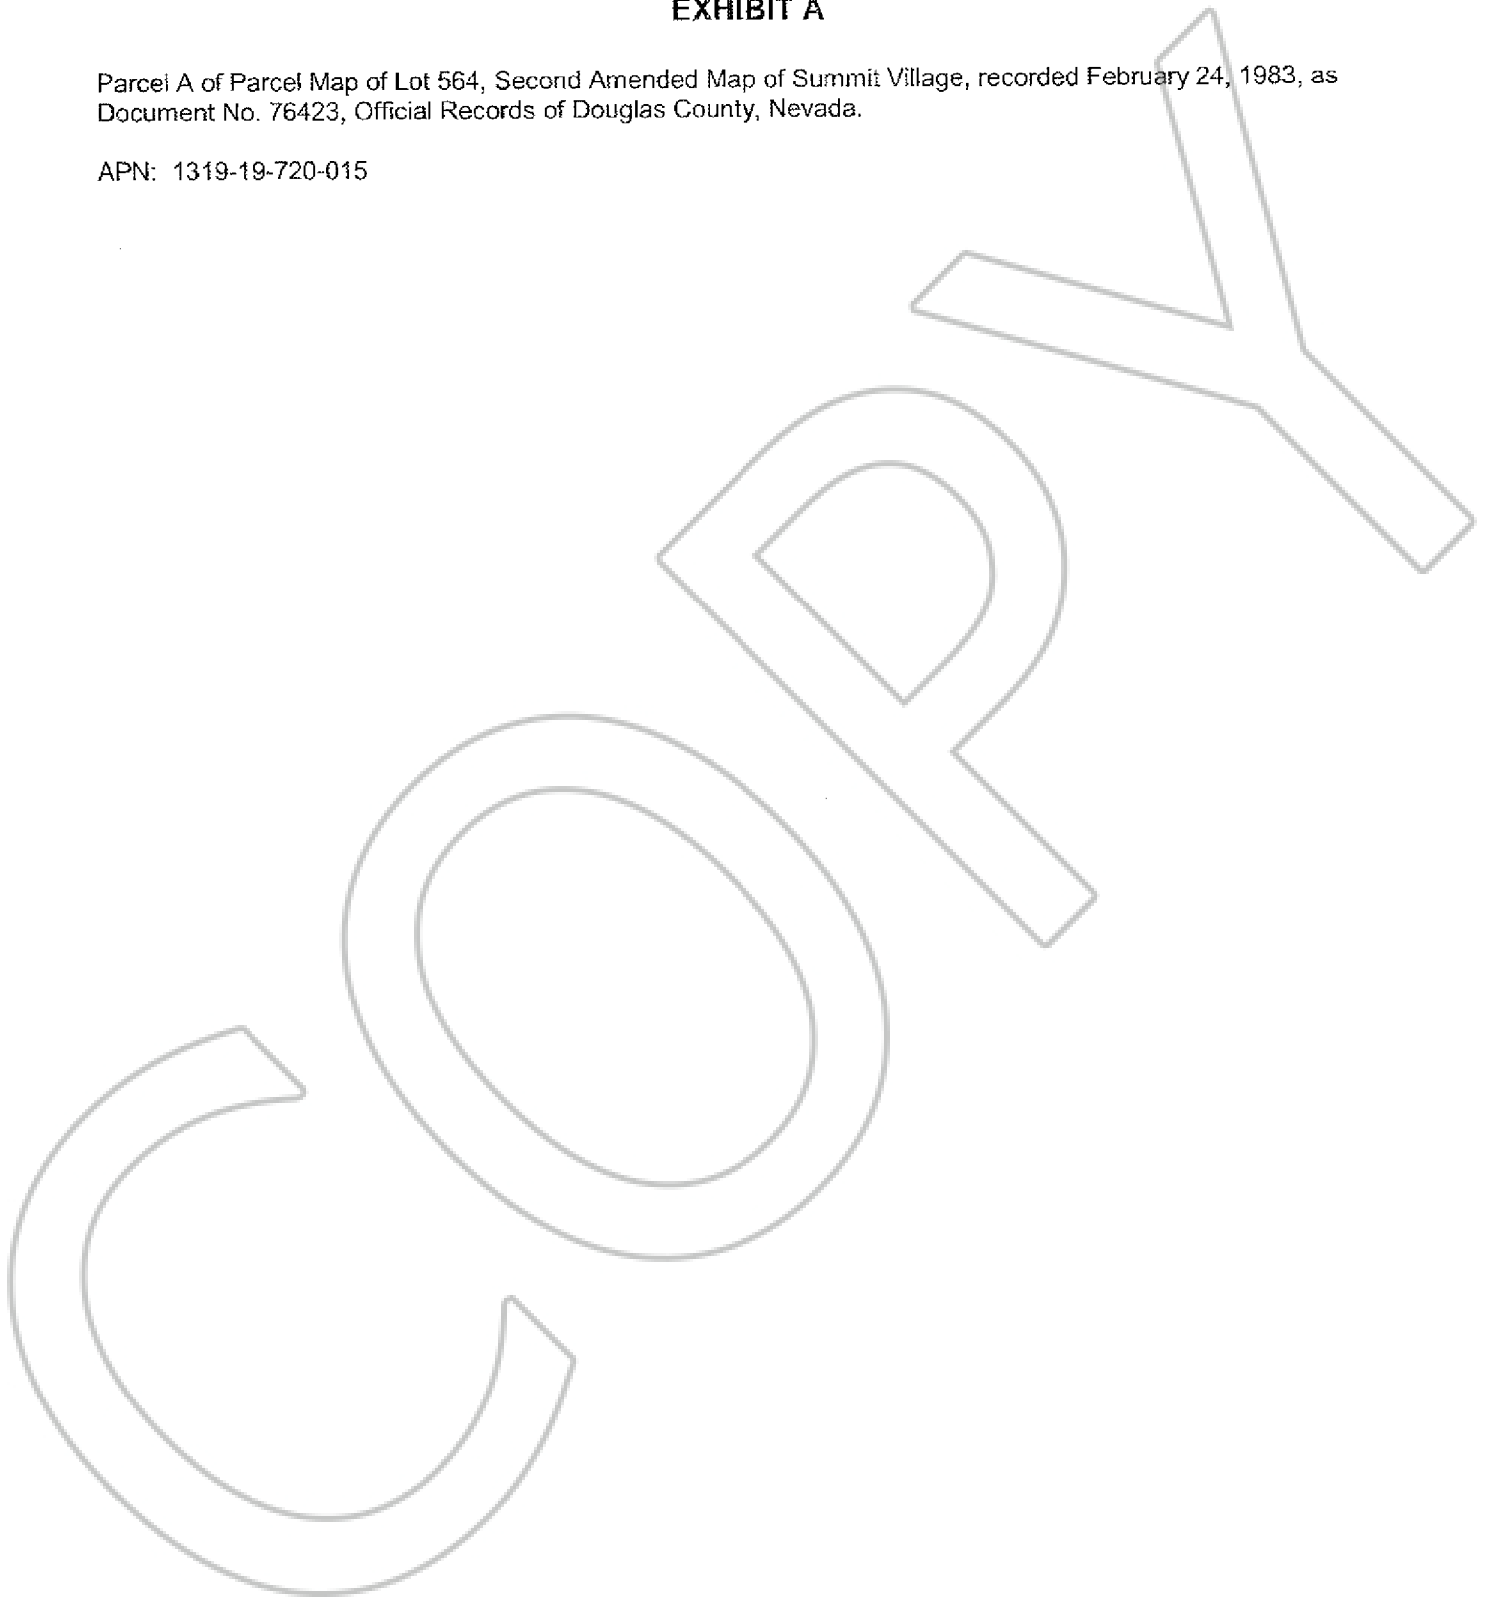 EXHIBIT A
Parcel A of Parcel Map of Lot 564, Second Amended Map of Summit Village, recorded February 24, 1983, as
Document No. 76423, Official Records of Douglas County, Nevada.
APN: 1319-19-720-015
COPY